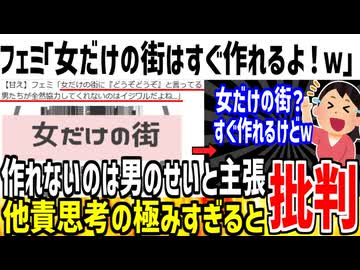 フェミ「女だけの街はすぐ作れるよ！w」
【甘え】フェミ「女だけの街に『どうぞどうぞ』と言ってる
男たちが全然協力してくれないのはイジワルだよね..」
女だけの街
女だけの街？
すぐ作れるけどw
作れないのは男のせいと主張
他責思考の極みすぎると批判